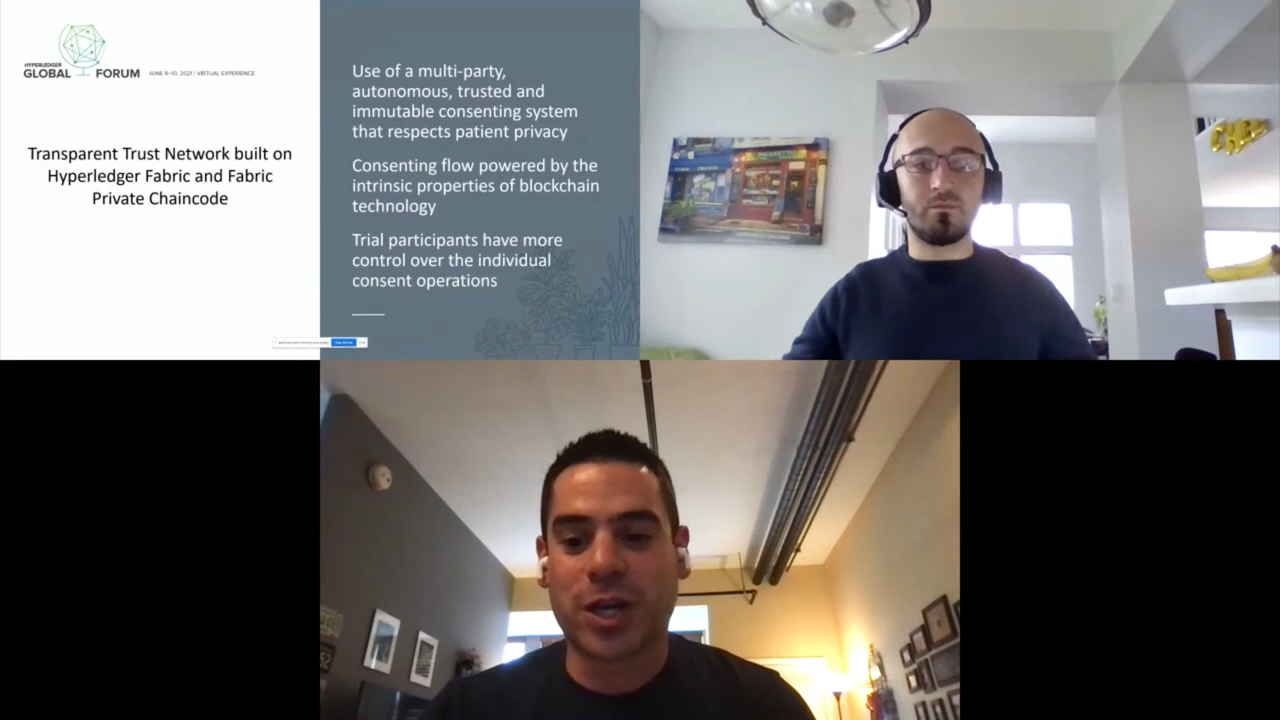 HYPERLEDGER
GLOBAL FORUM JUNE 8–10, 2021 | VIRTUAL EXPERIENCE
Transparent Trust Network built on
Hyperledger Fabric and Fabric
Private Chaincode
Use of a multi-party,
autonomous, trusted and
immutable consenting system
that respects patient privacy
Consenting flow powered by the
intrinsic properties of blockchain
technology
Trial participants have more
control over the individual
consent operations
CHEE